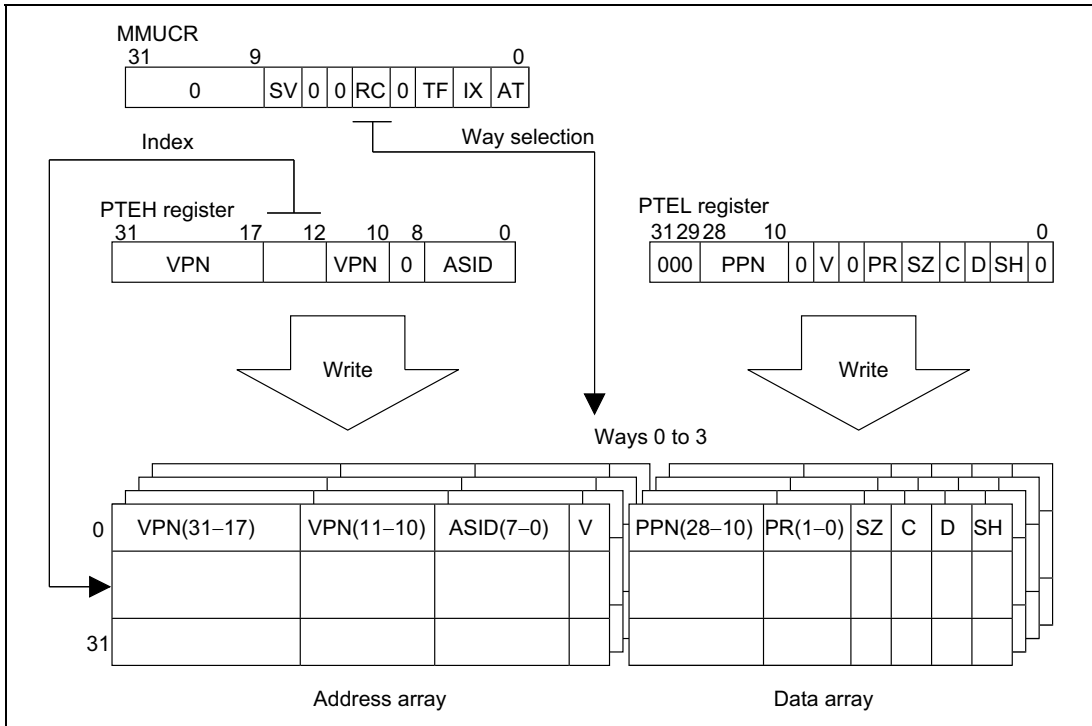 MMUCR
31 9 0
0 SV 0 0 RC 0 TF IX AT
Index Way selection
PTEH register PTEL register
31 17 12 10 8 0 31 29 28 10 0
VPN VPN 0 ASID 000 PPN 0 V 0 PR SZ C D SH 0
Write Write
Ways 0 to 3
0 VPN(31–17) VPN(11–10) ASID(7–0) V PPN(28–10) PR(1–0) SZ C D SH
31
Address array Data array